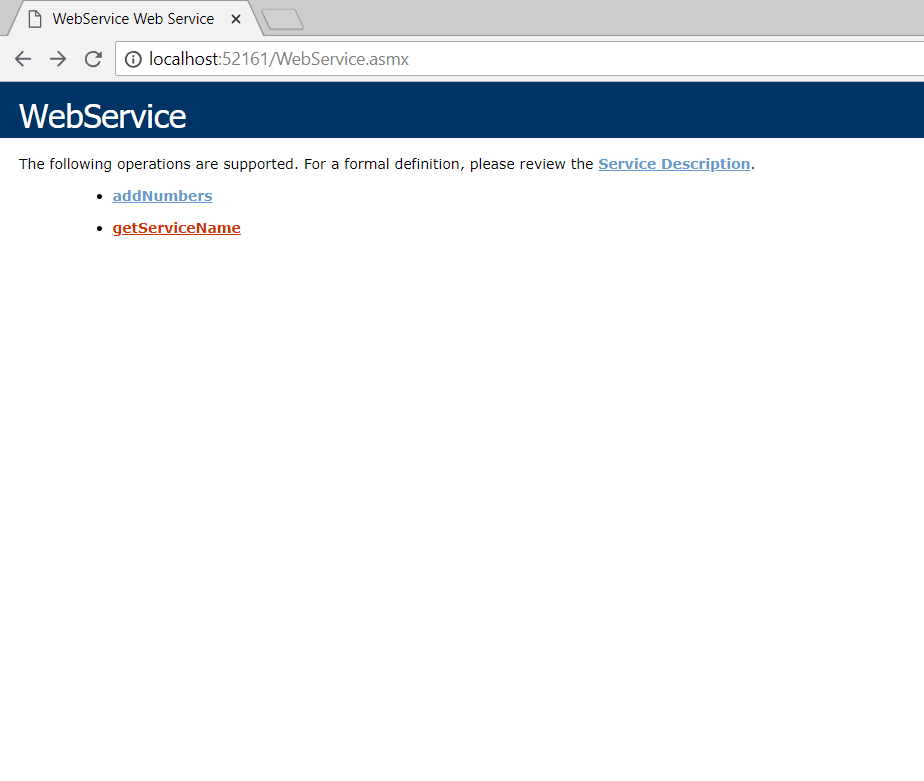 WebService Web Service
localhost:52161/WebService.asmx
WebService
The following operations are supported. For a formal definition, please review the Service Description.
addNumbers
getServiceName